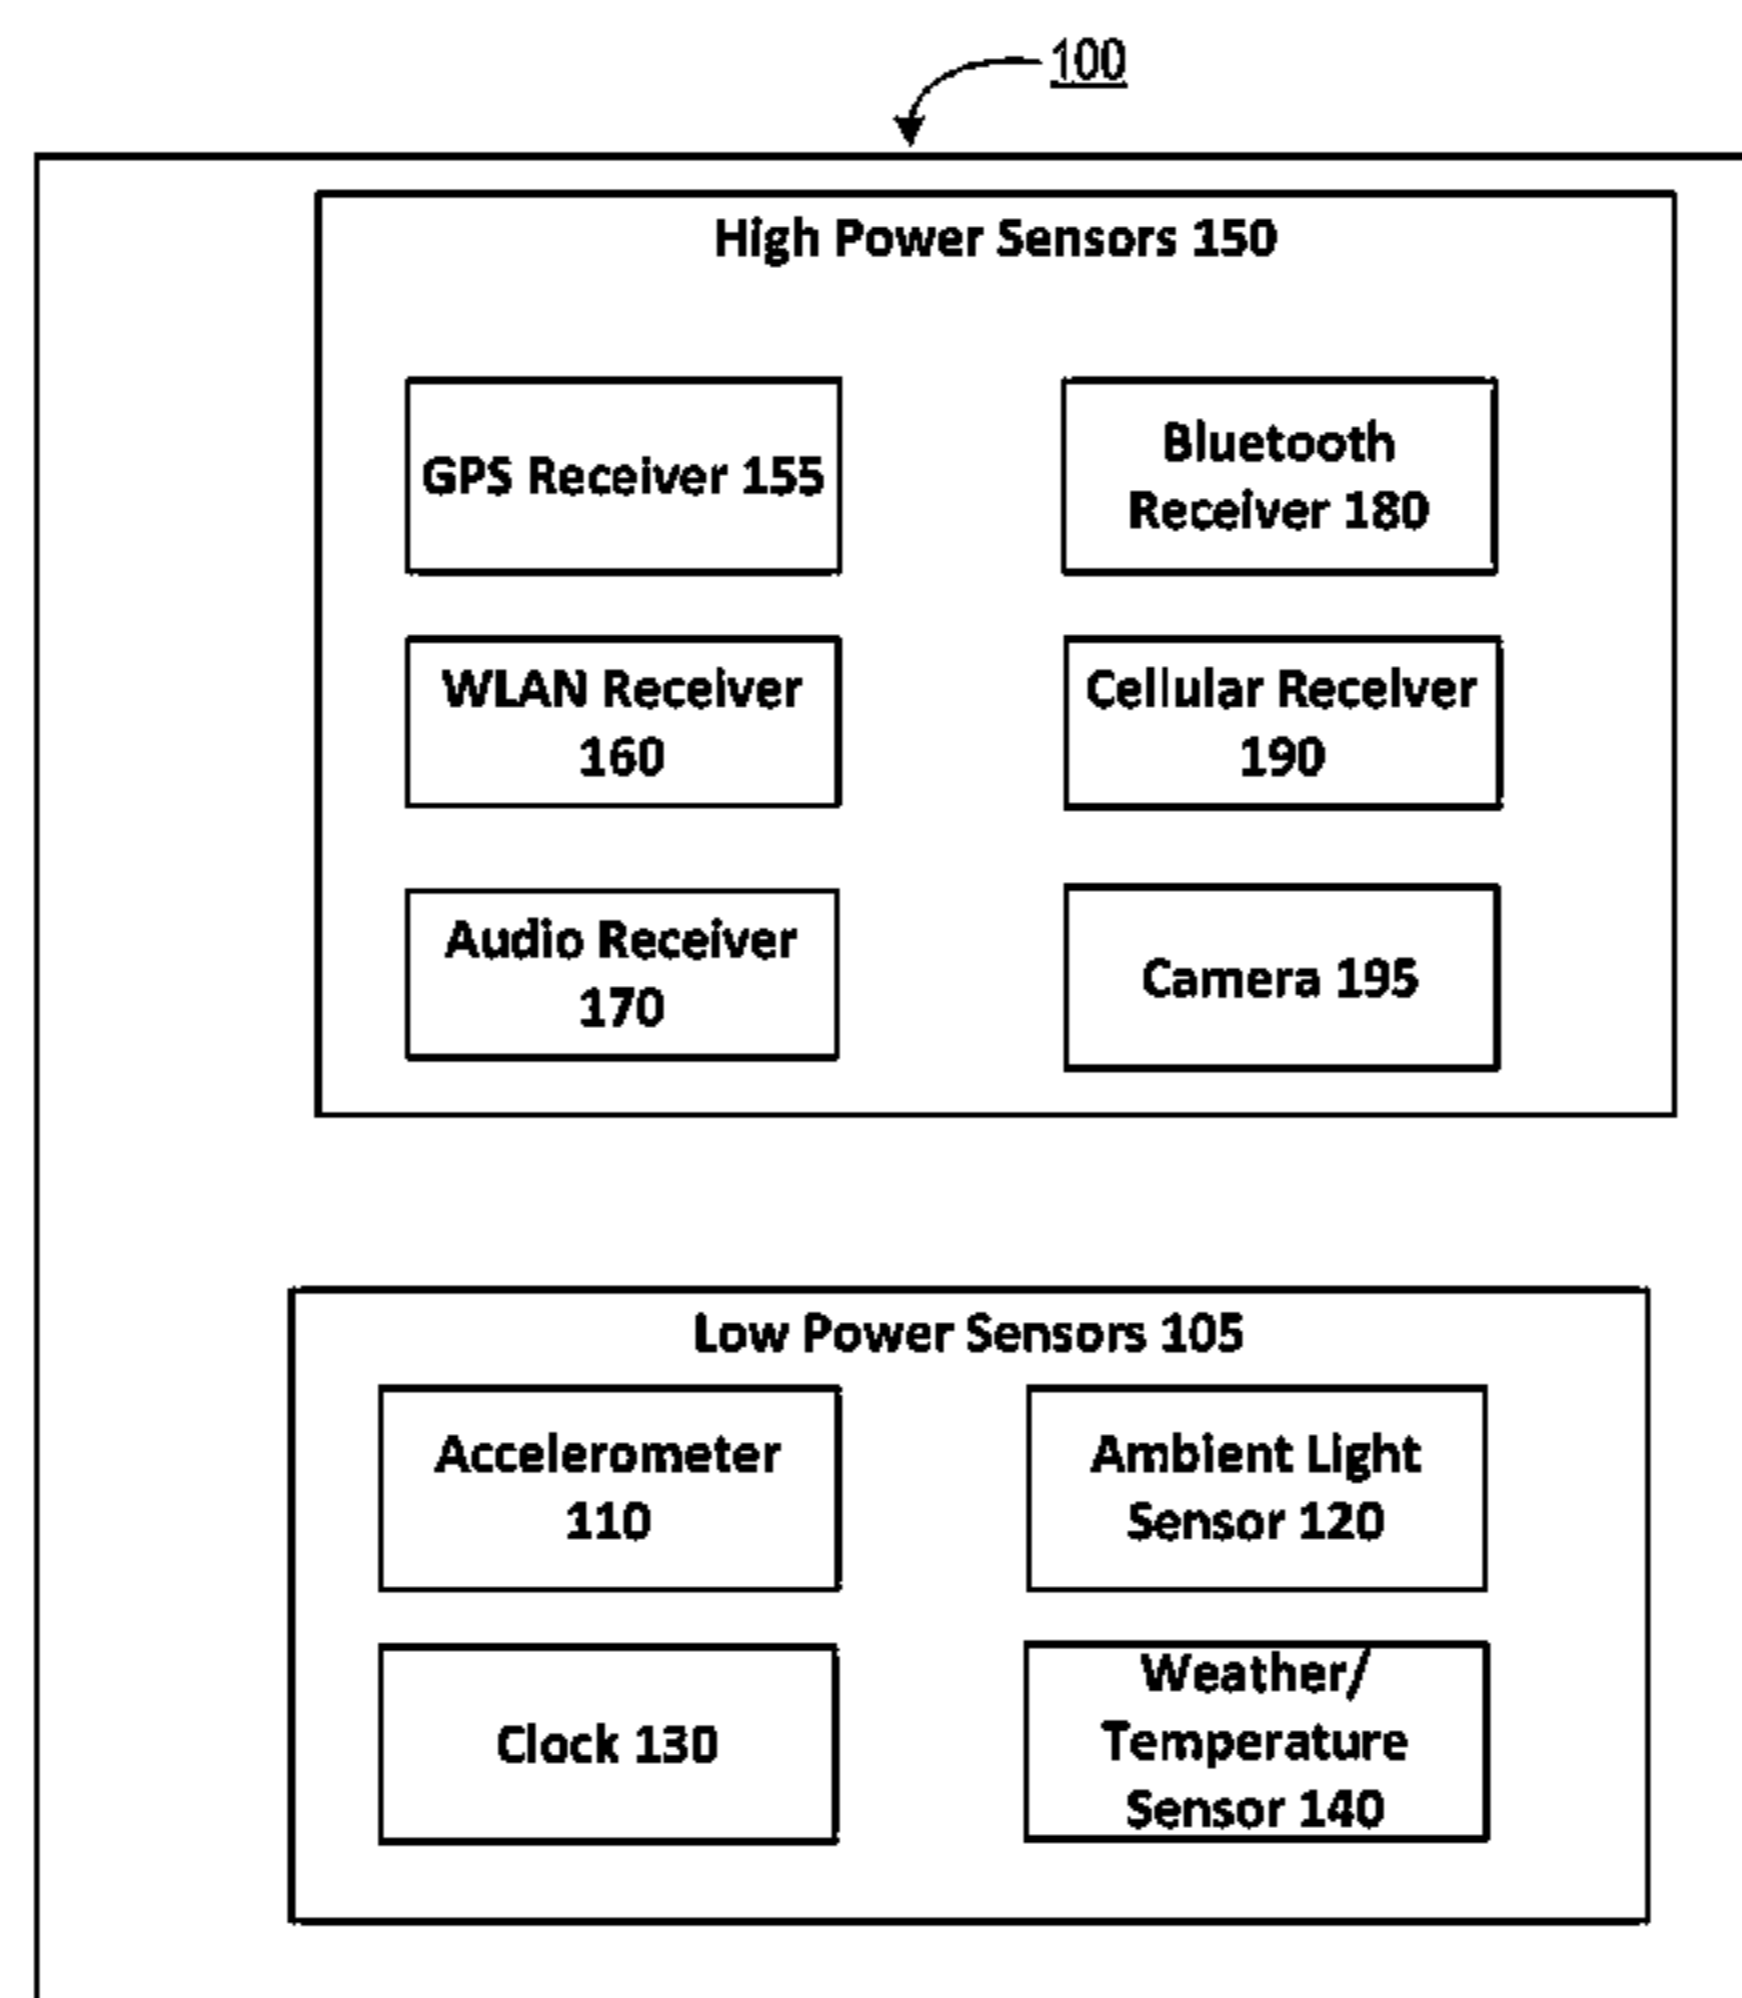 100
High Power Sensors 150
GPS Receiver 155
Bluetooth
Receiver 180
WLAN Receiver
160
Cellular Receiver
190
Audio Receiver
170
Camera 195
Low Power Sensors 105
Accelerometer
110
Ambient Light
Sensor 120
Clock 130
Weather/
Temperature
Sensor 140